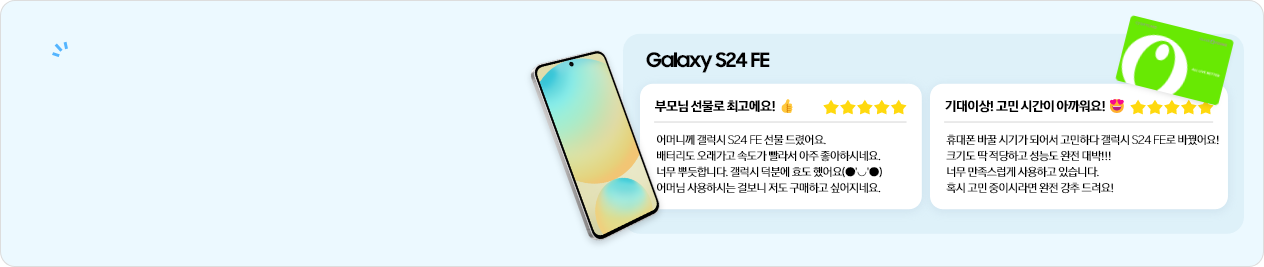 Galaxy S24 FE
부모님 선물로 최고에요! 👍 ★★★★★
어머니께 갤럭시 S24 FE 선물 드렸어요.
배터리도 오래가고 속도가 빨라서 아주 좋아하시네요.
너무 뿌듯합니다. 갤럭시 덕분에 효도 했어요(●'◡'●)
어머님 사용하시는 걸보니 저도 구매하고 싶어지네요.
기대이상! 고민 시간이 아까워요! 😍 ★★★★★
휴대폰 바꿀 시기가 되어서 고민하다 갤럭시 S24 FE로 바꿨어요!
크기도 딱 적당하고 성능도 완전 대박!!!
너무 만족스럽게 사용하고 있습니다.
혹시 고민 중이시라면 완전 강추 드려요!